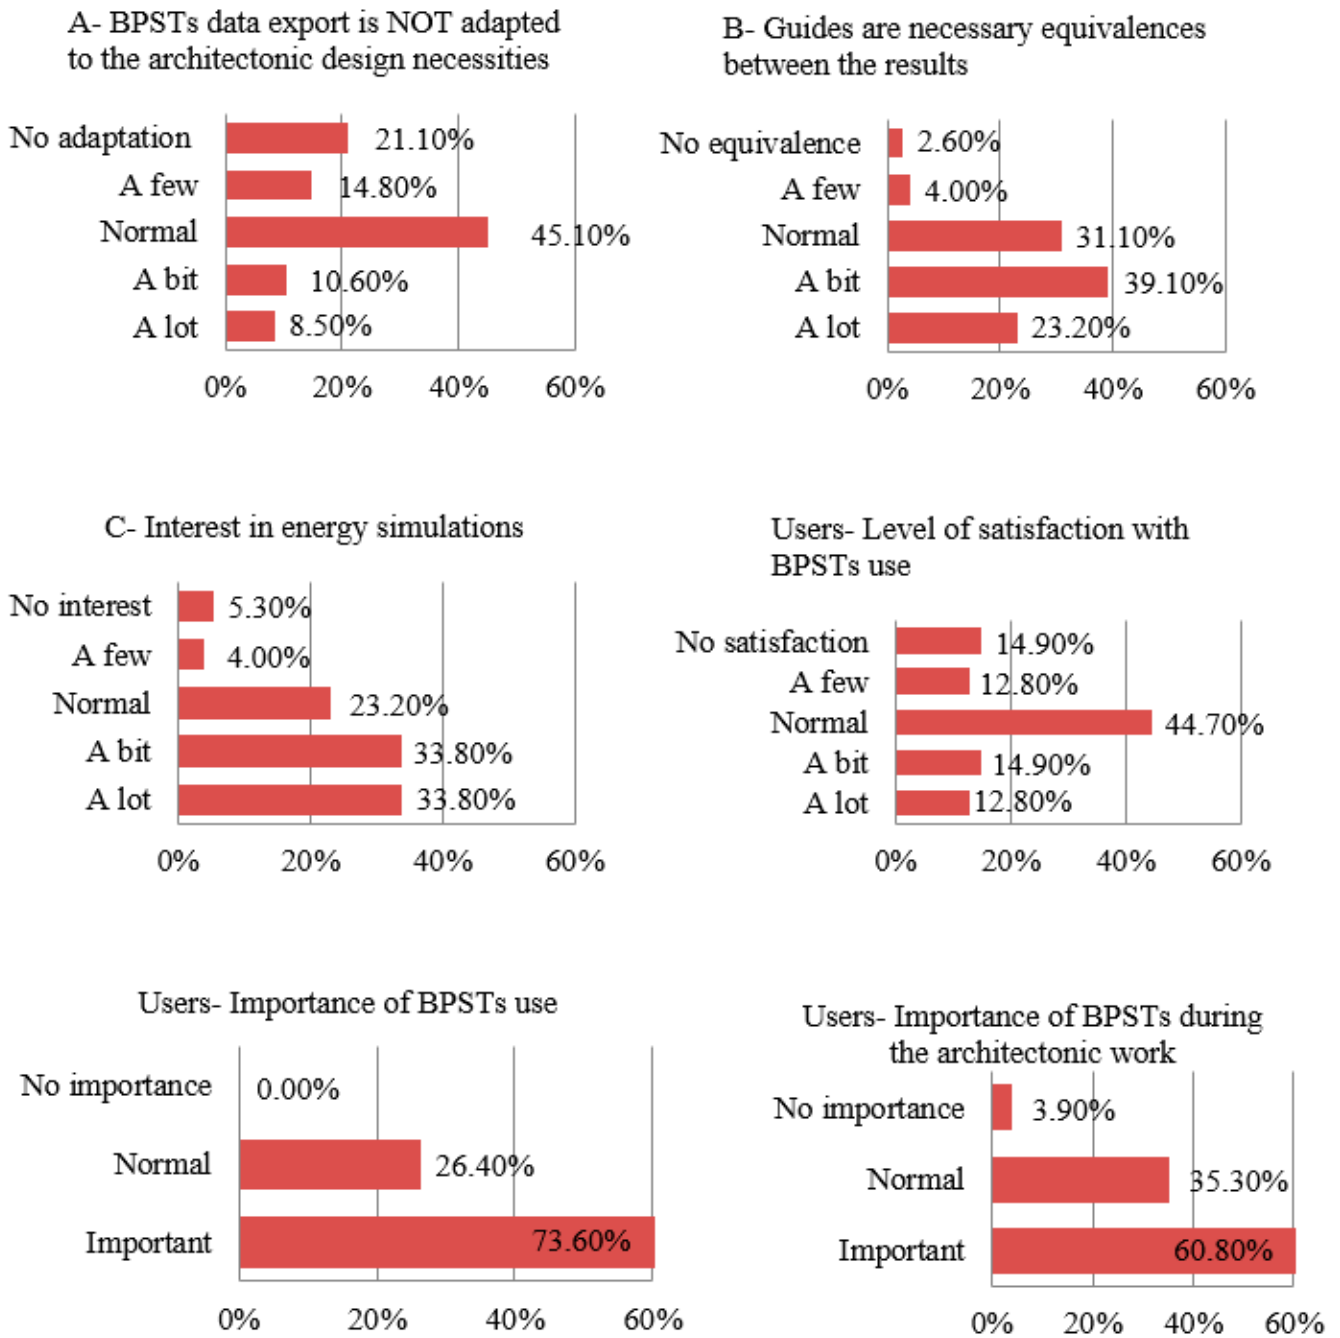 A- BPSTs data export is NOT adapted
to the architectonic design necessities
No adaptation 21.10%
A few 14.80%
Normal 45.10%
A bit 10.60%
A lot 8.50%
0% 20% 40% 60%
B- Guides are necessary equivalences
between the results
No equivalence 2.60%
A few 4.00%
Normal 31.10%
A bit 39.10%
A lot 23.20%
0% 20% 40% 60%
C- Interest in energy simulations
No interest 5.30%
A few 4.00%
Normal 23.20%
A bit 33.80%
A lot 33.80%
0% 20% 40% 60%
Users- Level of satisfaction with
BPSTs use
No satisfaction 14.90%
A few 12.80%
Normal 44.70%
A bit 14.90%
A lot 12.80%
0% 20% 40% 60%
Users- Importance of BPSTs use
No importance 0.00%
Normal 26.40%
Important 73.60%
0% 20% 40% 60%
Users- Importance of BPSTs during
the architectonic work
No importance 3.90%
Normal 35.30%
Important 60.80%
0% 20% 40% 60%